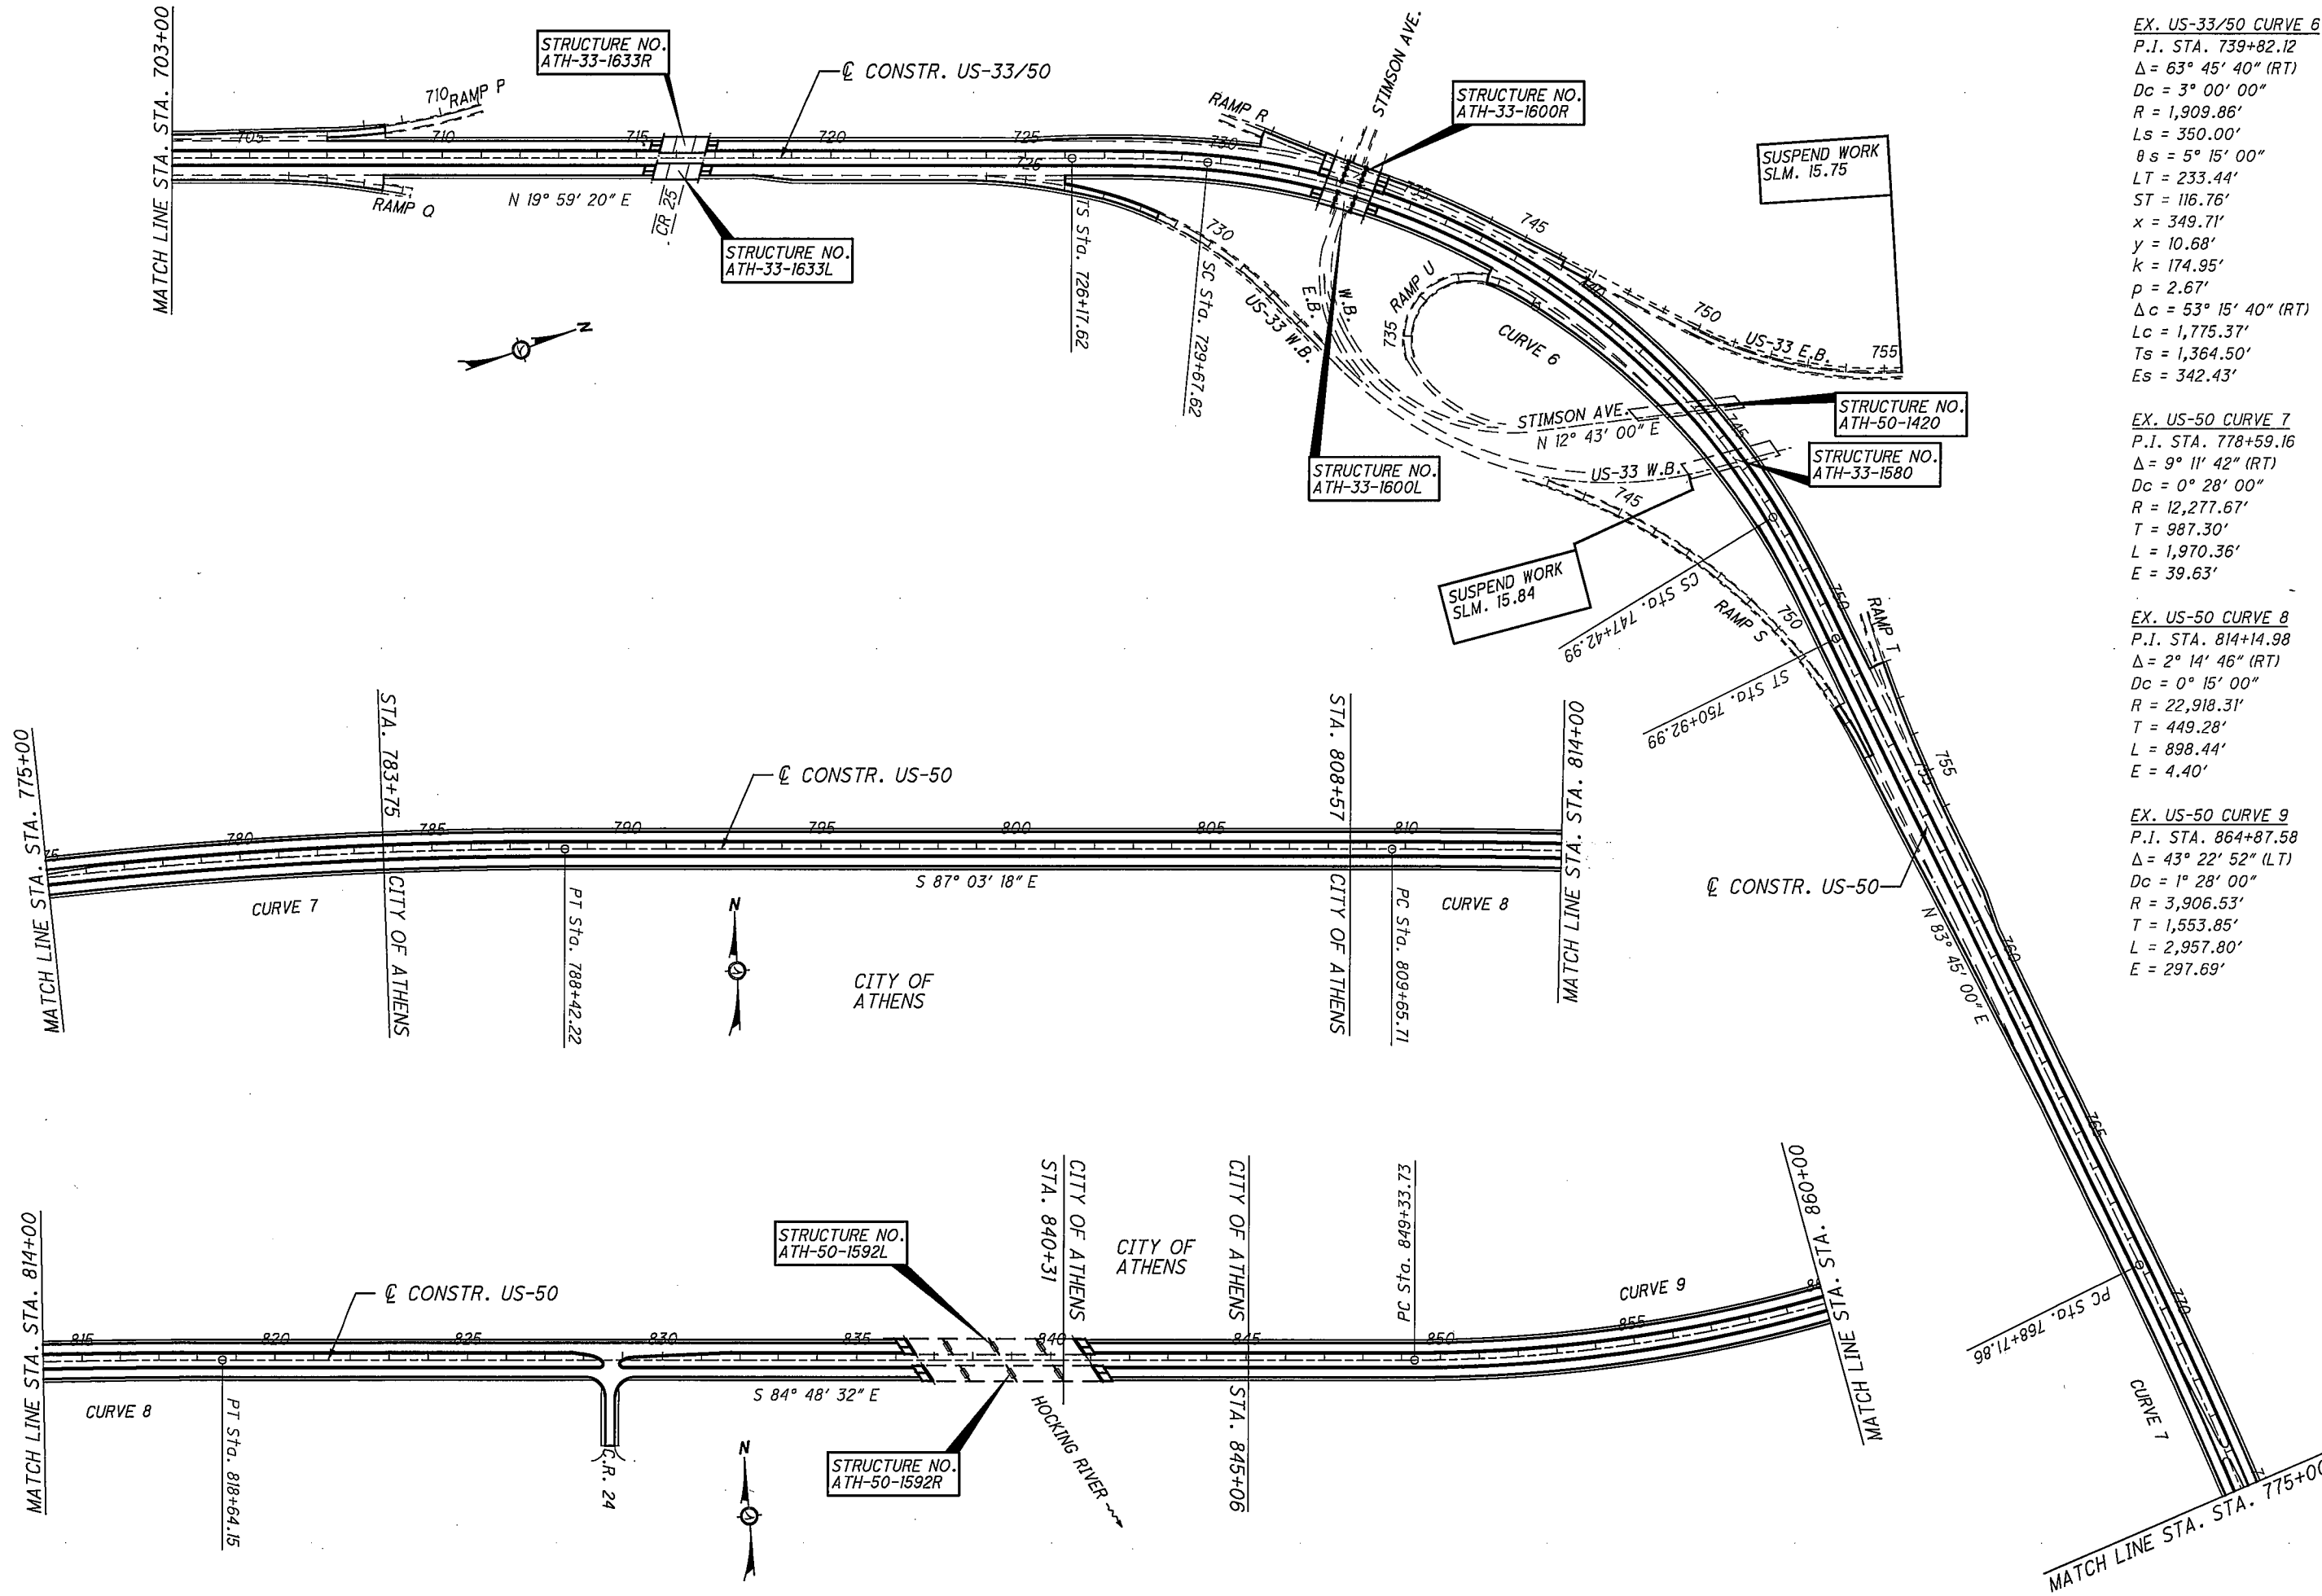 MATCH LINE STA. STA. 703+00
710 RAMP P
STRUCTURE NO.
ATH-33-1633R
℄ CONSTR. US-33/50
STIMSON AVE.
RAMP R
STRUCTURE NO.
ATH-33-1600R
705
710
715
720
725
730
735
745
725
RAMP Q
N 19° 59' 20" E
CR 25
STRUCTURE NO.
ATH-33-1633L
N
TS Sta. 726+17.62
SC Sta. 729+67.62
730
US-33 W.B.
E.B.
W.B.
735
RAMP U
CURVE 6
740
750
US-33 E.B.
755
SUSPEND WORK
SLM. 15.75
STIMSON AVE.
N 12° 43' 00" E
STRUCTURE NO.
ATH-50-1420
745
STRUCTURE NO.
ATH-33-1580
STRUCTURE NO.
ATH-33-1600L
US-33 W.B.
745
SUSPEND WORK
SLM. 15.84
CS Sta. 747+42.99
RAMP S
750
750
RAMP T
ST Sta. 750+92.99
755
755
℄ CONSTR. US-50
N 83° 45' 00" E
760
765
PC Sta. 768+71.86
770
CURVE 7
MATCH LINE STA. STA. 775+00
EX. US-33/50 CURVE 6
P.I. STA. 739+82.12
Δ = 63° 45' 40" (RT)
Dc = 3° 00' 00"
R = 1,909.86'
Ls = 350.00'
θs = 5° 15' 00"
LT = 233.44'
ST = 116.76'
x = 349.71'
y = 10.68'
k = 174.95'
p = 2.67'
Δc = 53° 15' 40" (RT)
Lc = 1,775.37'
Ts = 1,364.50'
Es = 342.43'
EX. US-50 CURVE 7
P.I. STA. 778+59.16
Δ = 9° 11' 42" (RT)
Dc = 0° 28' 00"
R = 12,277.67'
T = 987.30'
L = 1,970.36'
E = 39.63'
EX. US-50 CURVE 8
P.I. STA. 814+14.98
Δ = 2° 14' 46" (RT)
Dc = 0° 15' 00"
R = 22,918.31'
T = 449.28'
L = 898.44'
E = 4.40'
EX. US-50 CURVE 9
P.I. STA. 864+87.58
Δ = 43° 22' 52" (LT)
Dc = 1° 28' 00"
R = 3,906.53'
T = 1,553.85'
L = 2,957.80'
E = 297.69'
MATCH LINE STA. STA. 775+00
STA. 783+75
CITY OF ATHENS
℄ CONSTR. US-50
STA. 808+57
CITY OF ATHENS
MATCH LINE STA. STA. 814+00
780
785
790
795
800
805
810
CURVE 7
PT Sta. 788+42.22
S 87° 03' 18" E
PC Sta. 809+65.71
CURVE 8
N
CITY OF
ATHENS
MATCH LINE STA. STA. 814+00
℄ CONSTR. US-50
STRUCTURE NO.
ATH-50-1592L
STA. 840+31
CITY OF ATHENS
CITY OF
ATHENS
CITY OF ATHENS
STA. 845+06
PC Sta. 849+33.73
CURVE 9
MATCH LINE STA. STA. 860+00
815
820
825
830
835
840
845
850
855
CURVE 8
PT Sta. 818+64.15
C.R. 24
S 84° 48' 32" E
N
STRUCTURE NO.
ATH-50-1592R
HOCKING RIVER